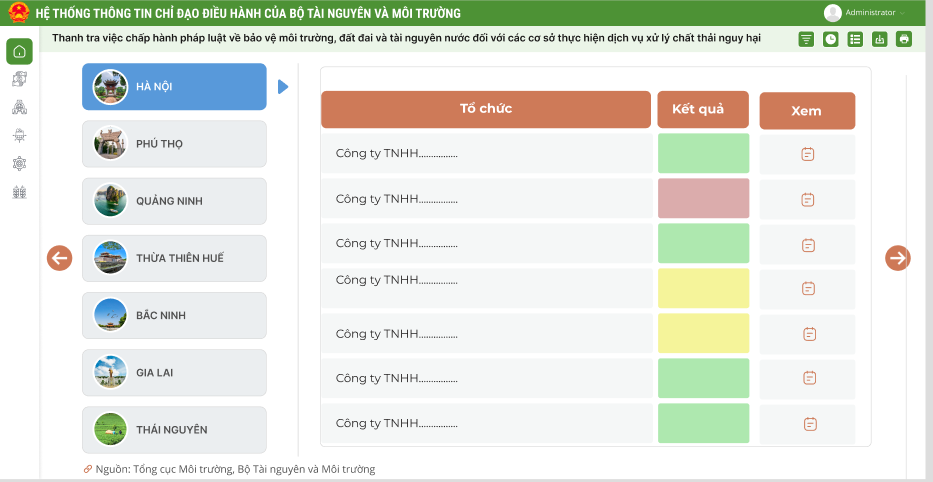 HỆ THỐNG THÔNG TIN CHỈ ĐẠO ĐIỀU HÀNH CỦA BỘ TÀI NGUYÊN VÀ MÔI TRƯỜNG
Administrator
Thanh tra việc chấp hành pháp luật về bảo vệ môi trường, đất đai và tài nguyên nước đối với các cơ sở thực hiện dịch vụ xử lý chất thải nguy hại
HÀ NỘI
PHÚ THỌ
QUẢNG NINH
THỪA THIÊN HUẾ
BẮC NINH
GIA LAI
THÁI NGUYÊN
Tổ chức Kết quả Xem
Công ty TNHH...............
Công ty TNHH...............
Công ty TNHH...............
Công ty TNHH...............
Công ty TNHH...............
Công ty TNHH...............
Công ty TNHH...............
Nguồn: Tổng cục Môi trường, Bộ Tài nguyên và Môi trường